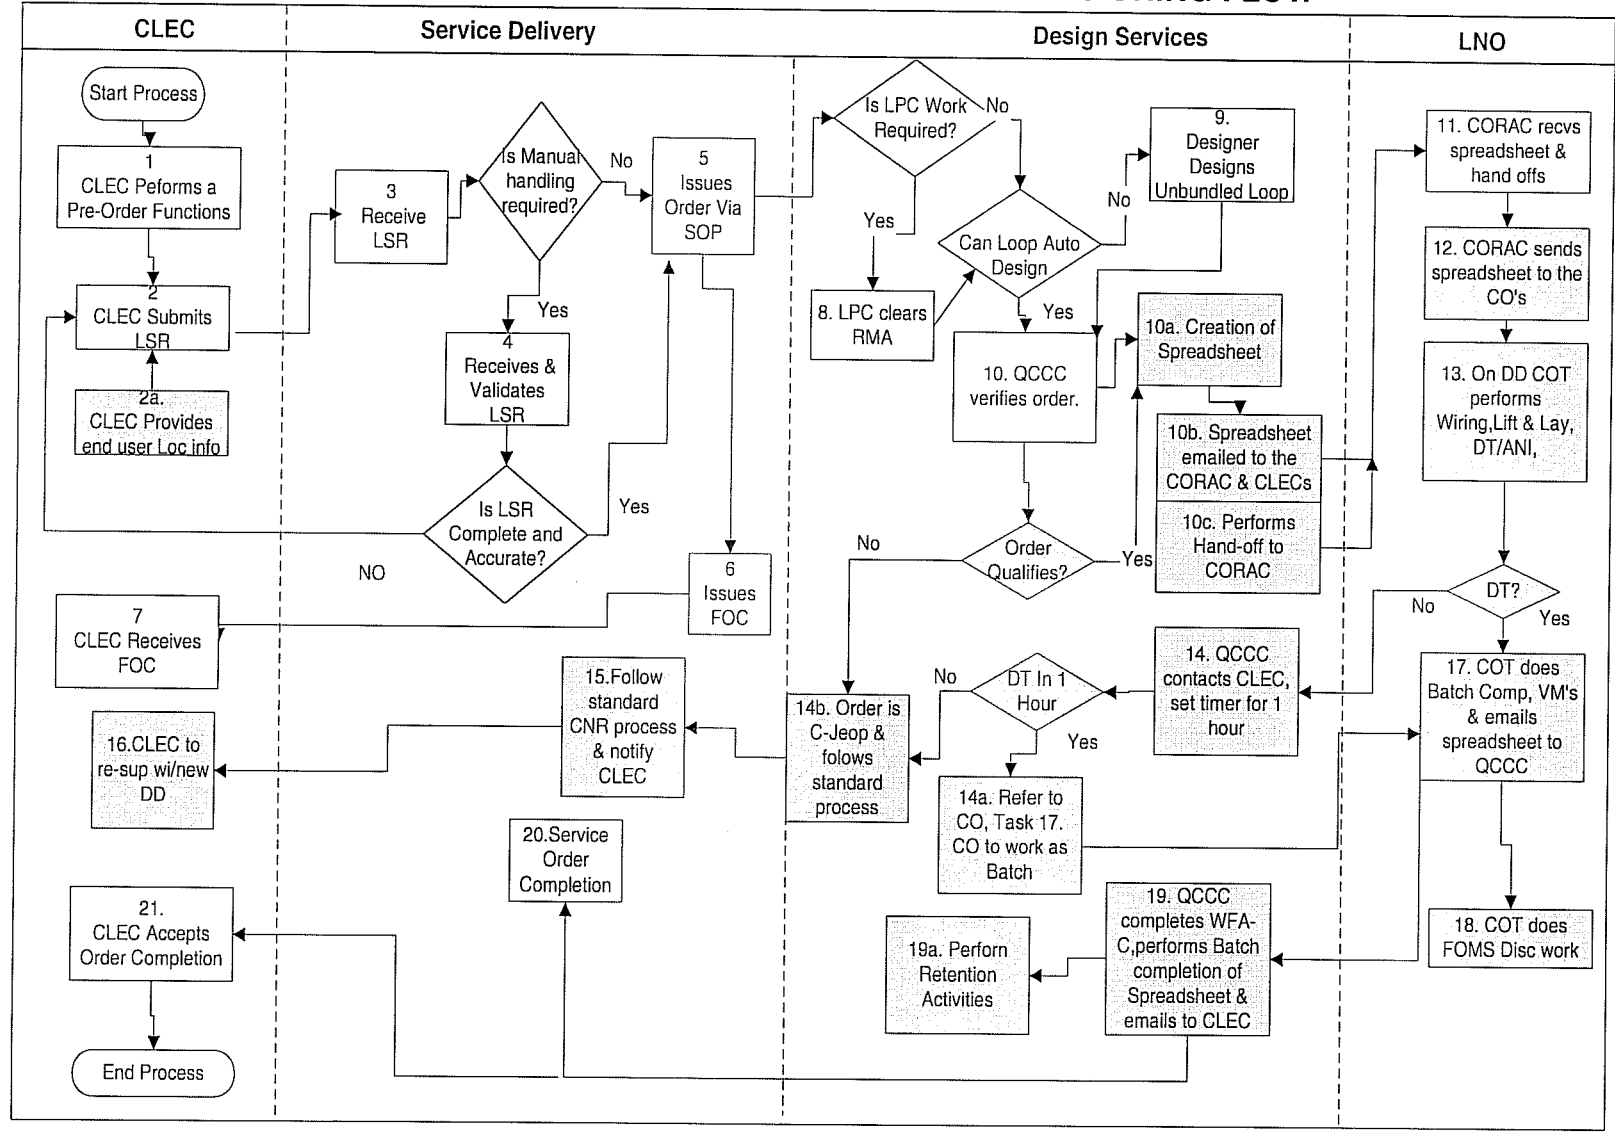 CLEC
Service Delivery
Design Services
LNO
Start Process
1
CLEC Peforms a
Pre-Order Functions
2
CLEC Submits
LSR
2a.
CLEC Provides
end user Loc info
3
Receive
LSR
Is Manual
handling
required?
No
Yes
4
Receives &
Validates
LSR
Is LSR
Complete and
Accurate?
Yes
NO
5
Issues
Order Via
SOP
6
Issues
FOC
7
CLEC Receives
FOC
Is LPC Work
Required?
No
Yes
8. LPC clears
RMA
Can Loop Auto
Design
No
Yes
9.
Designer
Designs
Unbundled Loop
10. QCCC
verifies order.
10a. Creation of
Spreadsheet
10b. Spreadsheet
emailed to the
CORAC & CLECs
10c. Performs
Hand-off to
CORAC
Order
Qualifies?
No
Yes
11. CORAC recvs
spreadsheet &
hand offs
12. CORAC sends
spreadsheet to the
CO's
13. On DD COT
performs
Wiring,Lift & Lay,
DT/ANI,
DT?
No
Yes
14. QCCC
contacts CLEC,
set timer for 1
hour
DT In 1
Hour
No
Yes
14a. Refer to
CO, Task 17.
CO to work as
Batch
14b. Order is
C-Jeop &
folows
standard
process
15.Follow
standard
CNR process
& notify
CLEC
16.CLEC to
re-sup wi/new
DD
17. COT does
Batch Comp, VM's
& emails
spreadsheet to
QCCC
18. COT does
FOMS Disc work
19. QCCC
completes WFA-
C,performs Batch
completion of
Spreadsheet &
emails to CLEC
19a. Perforn
Retention
Activities
20.Service
Order
Completion
21.
CLEC Accepts
Order Completion
End Process